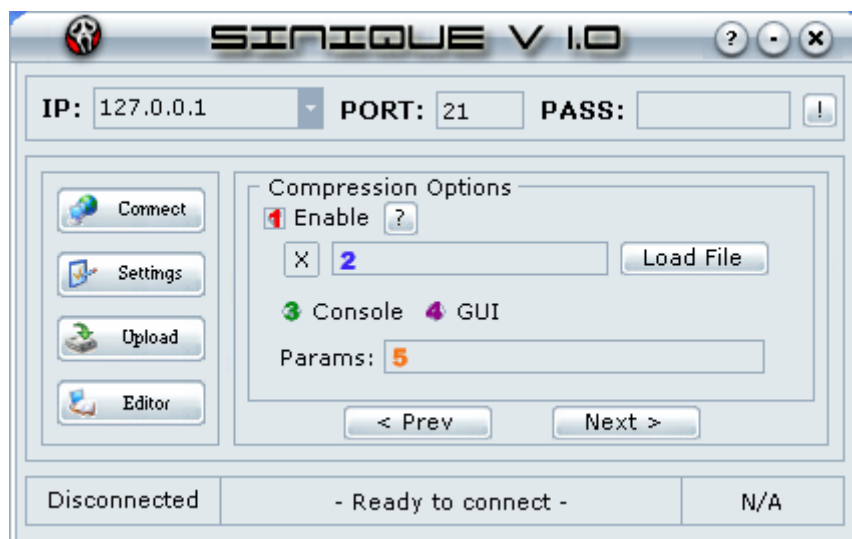 SINIQUE V 1.0 ? - X
IP: 127.0.0.1 PORT: 21 PASS: !
Connect
Settings
Upload
Editor
Compression Options
1 Enable ?
X 2 Load File
3 Console 4 GUI
Params: 5
< Prev Next >
Disconnected - Ready to connect - N/A